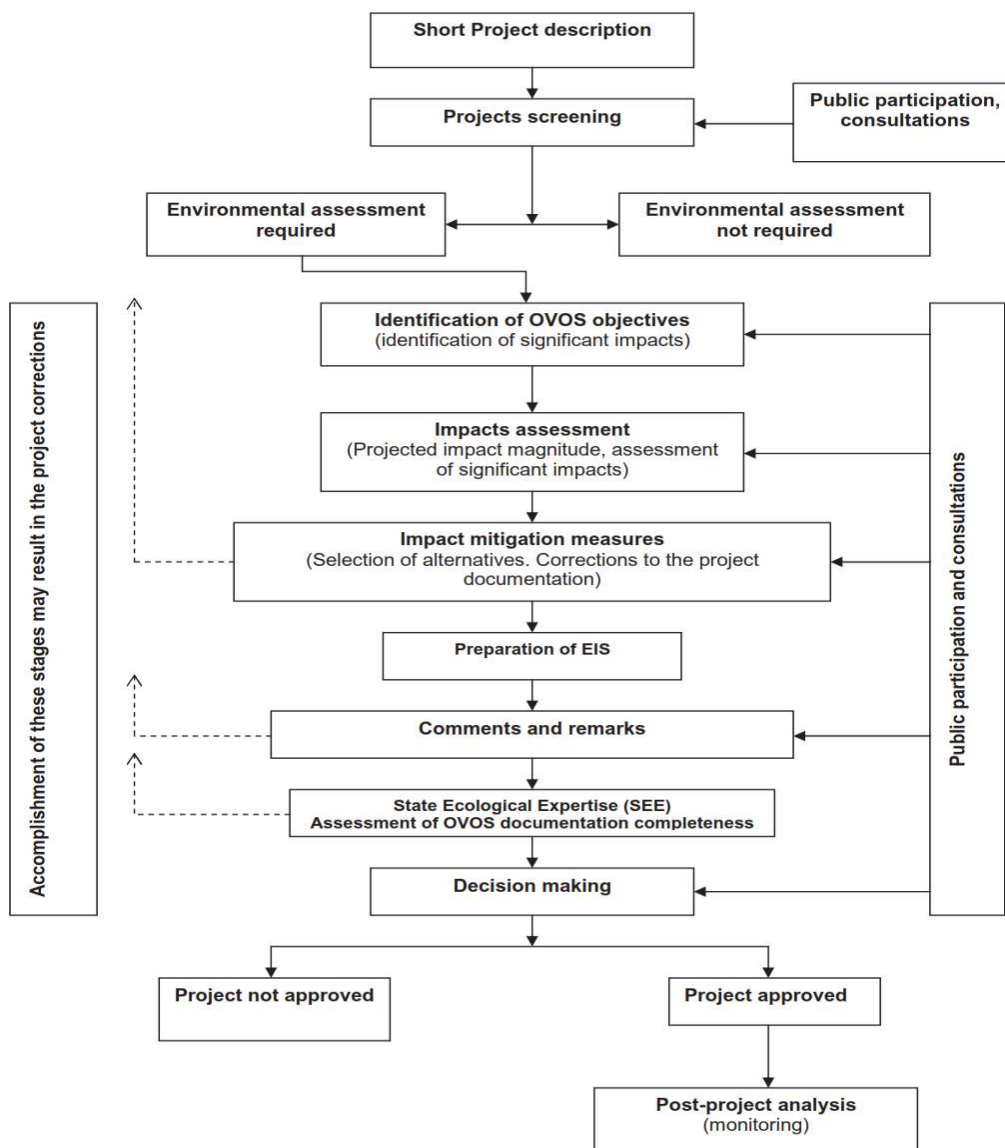 Short Project description
Projects screening
Public participation,
consultations
Environmental assessment
required
Environmental assessment
not required
Accomplishment of these stages may result in the project corrections
Identification of OVOS objectives
(identification of significant impacts)
Impacts assessment
(Projected impact magnitude, assessment
of significant impacts)
Impact mitigation measures
(Selection of alternatives. Corrections to the project
documentation)
Preparation of EIS
Comments and remarks
State Ecological Expertise (SEE)
Assessment of OVOS documentation completeness
Decision making
Public participation and consultations
Project not approved
Project approved
Post-project analysis
(monitoring)